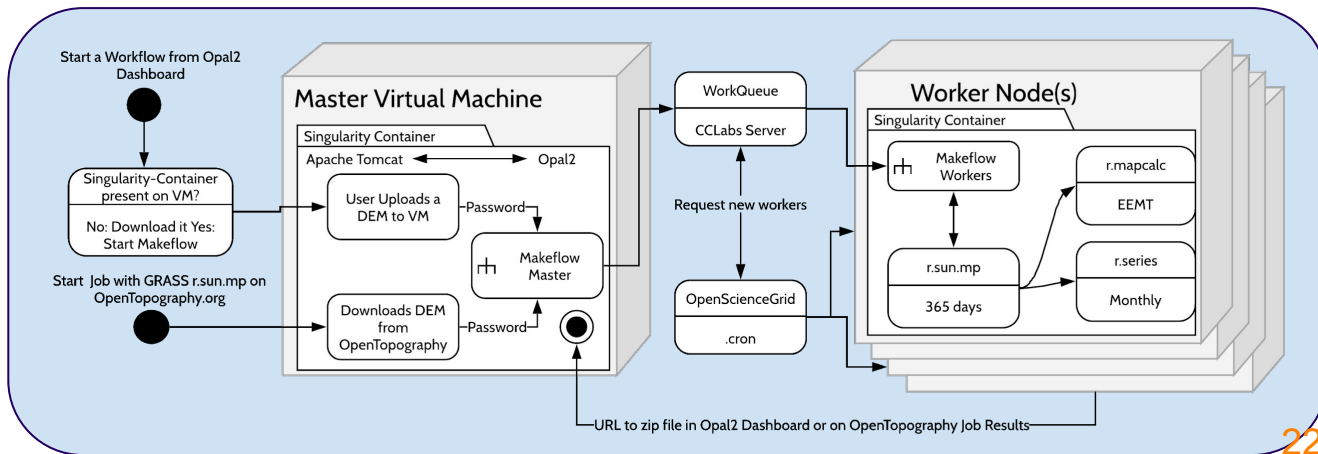 Start a Workflow from Opal2
Dashboard
Singularity-Container
present on VM?
No: Download it Yes:
Start Makeflow
Start Job with GRASS r.sun.mp on
OpenTopography.org
Master Virtual Machine
Singularity Container
Apache Tomcat
Opal2
User Uploads a
DEM to VM
Password
Makeflow
Master
Downloads DEM
from
OpenTopography
Password
WorkQueue
CCLabs Server
Request new workers
OpenScienceGrid
.cron
Worker Node(s)
Singularity Container
Makeflow
Workers
r.sun.mp
365 days
r.mapcalc
EEMT
r.series
Monthly
URL to zip file in Opal2 Dashboard or on OpenTopography Job Results
22